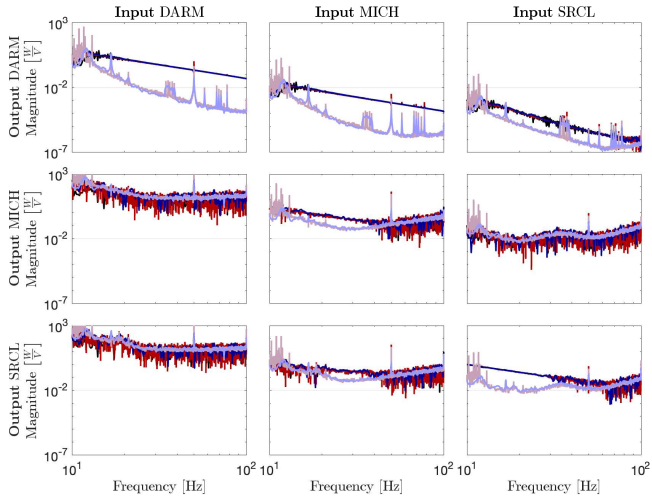 Input DARM Input MICH Input SRCL
Output DARM
Magnitude [W/V]
10^3
10^-2
10^-7
Output MICH
Magnitude [W/V]
10^3
10^-2
10^-7
Output SRCL
Magnitude [W/V]
10^3
10^-2
10^-7
10^1 10^2 10^1 10^2 10^1 10^2
Frequency [Hz] Frequency [Hz] Frequency [Hz]